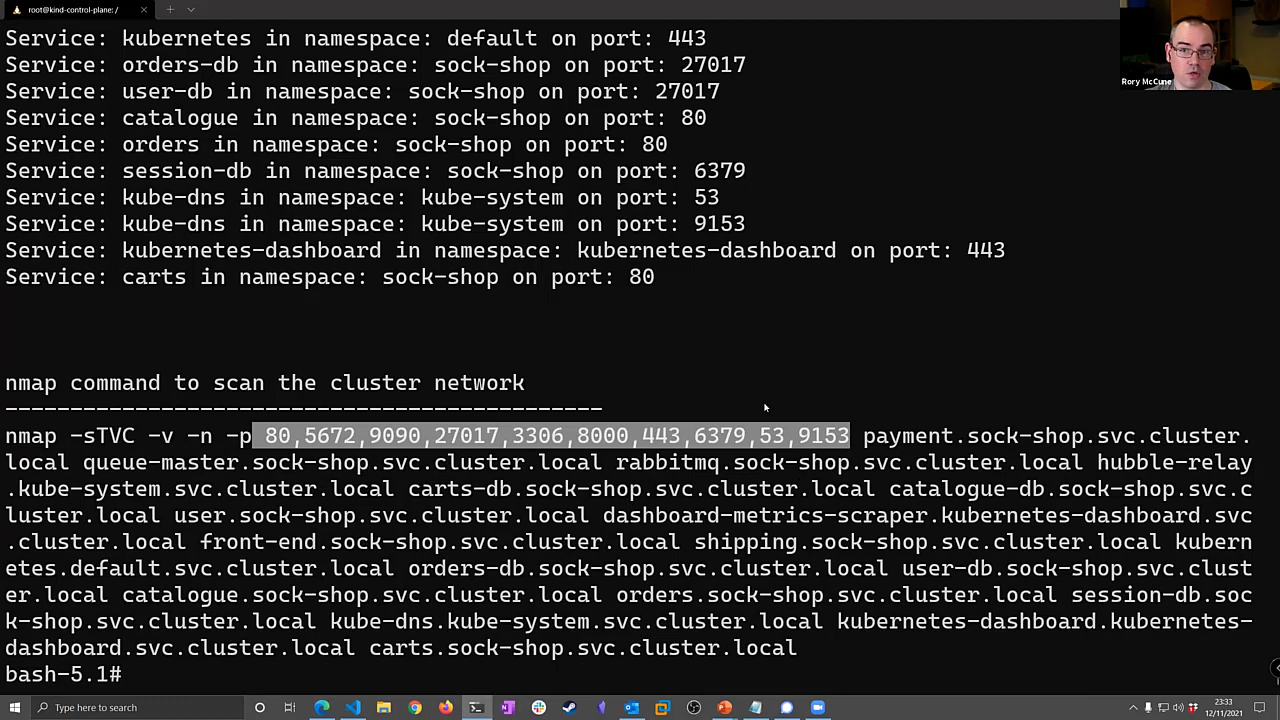 root@kind-control-plane: /
Service: kubernetes in namespace: default on port: 443
Service: orders-db in namespace: sock-shop on port: 27017
Service: user-db in namespace: sock-shop on port: 27017
Service: catalogue in namespace: sock-shop on port: 80
Service: orders in namespace: sock-shop on port: 80
Service: session-db in namespace: sock-shop on port: 6379
Service: kube-dns in namespace: kube-system on port: 53
Service: kube-dns in namespace: kube-system on port: 9153
Service: kubernetes-dashboard in namespace: kubernetes-dashboard on port: 443
Service: carts in namespace: sock-shop on port: 80
nmap command to scan the cluster network
----------------------------------------------
nmap -sTVC -v -n -p 80,5672,9090,27017,3306,8000,443,6379,53,9153 payment.sock-shop.svc.cluster.
local queue-master.sock-shop.svc.cluster.local rabbitmq.sock-shop.svc.cluster.local hubble-relay
.kube-system.svc.cluster.local carts-db.sock-shop.svc.cluster.local catalogue-db.sock-shop.svc.c
luster.local user.sock-shop.svc.cluster.local dashboard-metrics-scraper.kubernetes-dashboard.svc
.cluster.local front-end.sock-shop.svc.cluster.local shipping.sock-shop.svc.cluster.local kubern
etes.default.svc.cluster.local orders-db.sock-shop.svc.cluster.local user-db.sock-shop.svc.clust
er.local catalogue.sock-shop.svc.cluster.local orders.sock-shop.svc.cluster.local session-db.soc
k-shop.svc.cluster.local kube-dns.kube-system.svc.cluster.local kubernetes-dashboard.kubernetes-
dashboard.svc.cluster.local carts.sock-shop.svc.cluster.local
bash-5.1#
Rory McCune
Type here to search
23:33
12/11/2021